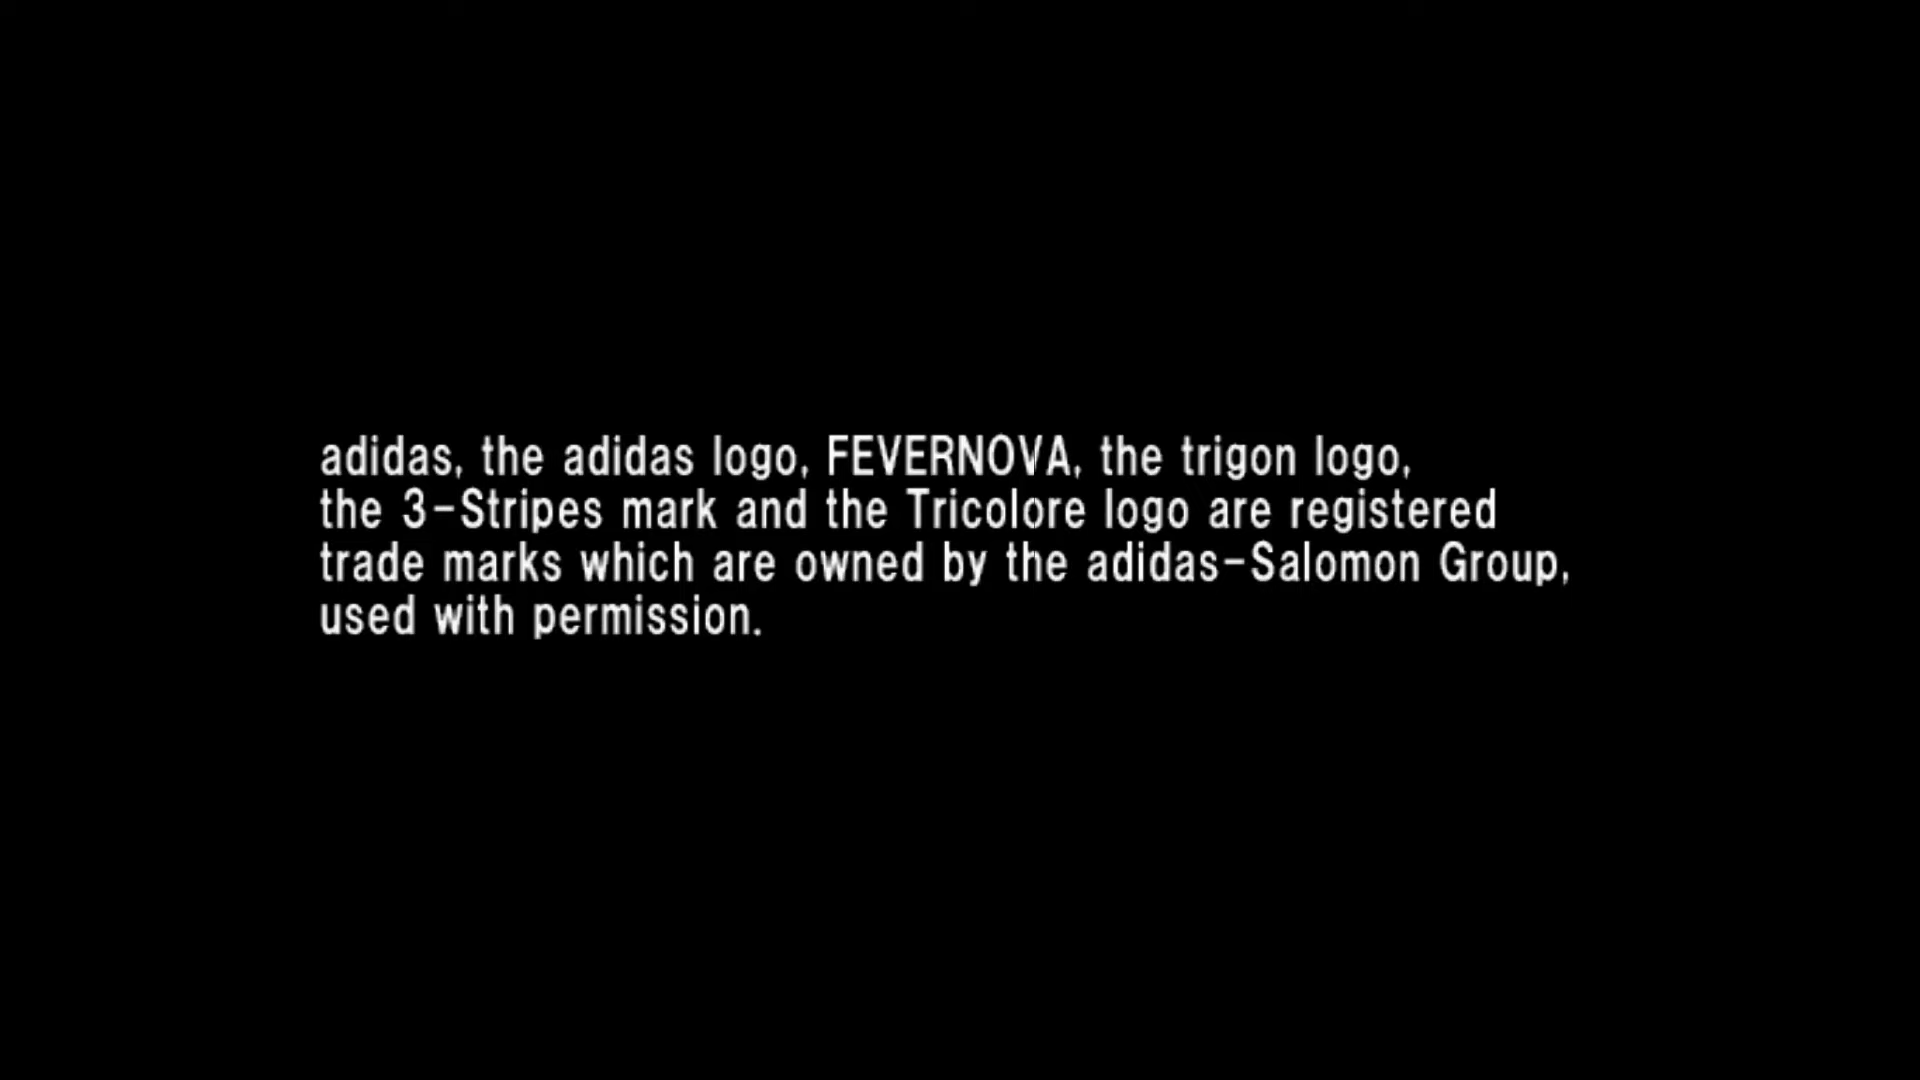 adidas, the adidas logo, FEVERNOVA, the trigon logo,
the 3-Stripes mark and the Tricolore logo are registered
trade marks which are owned by the adidas-Salomon Group,
used with permission.